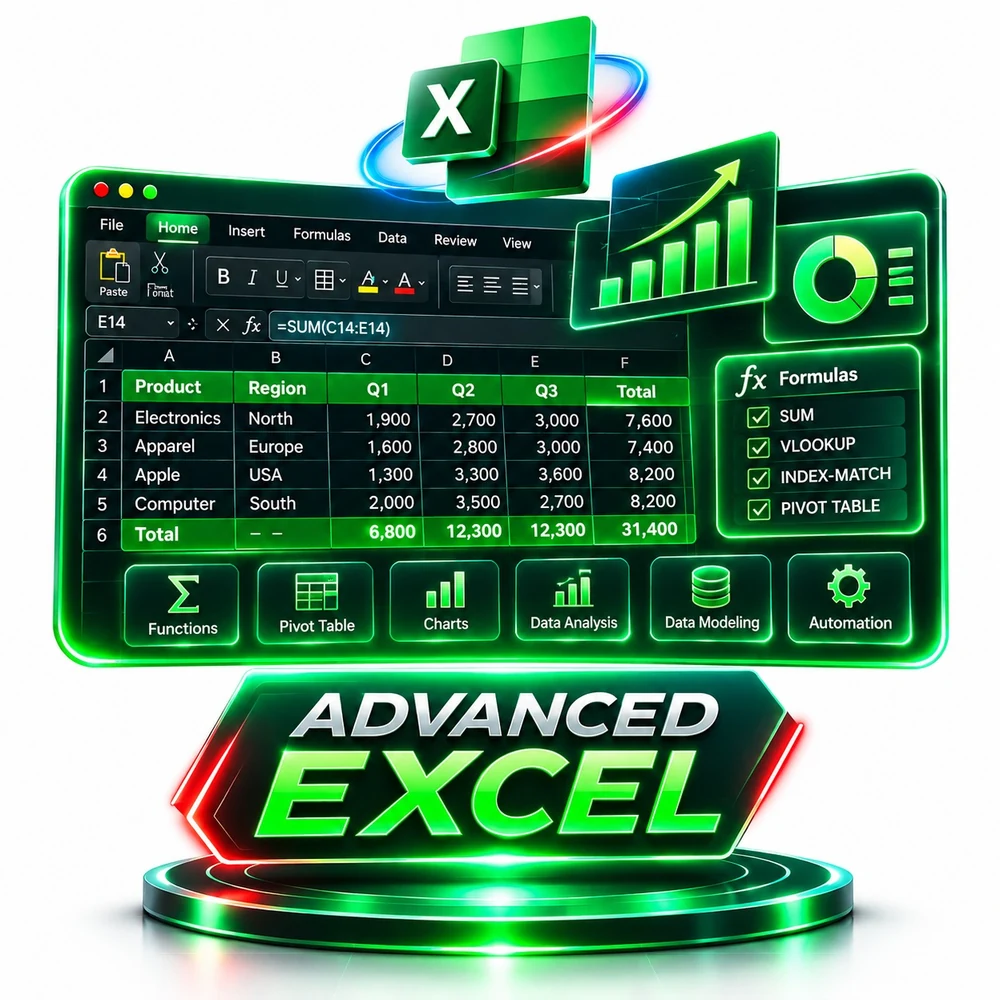 X
File Home Insert Formulas Data Review View
B I U A A
Paste
E14 fx =SUM(C14:E14)
A B C D E F
1 Product Region Q1 Q2 Q3 Total
2 Electronics North 1,900 2,700 3,000 7,600
3 Apparel Europe 1,600 2,800 3,000 7,400
4 Apple USA 1,300 3,300 3,600 8,200
5 Computer South 2,000 3,500 2,700 8,200
6 Total – – 6,800 12,300 12,300 31,400
fx Formulas
SUM
VLOOKUP
INDEX-MATCH
PIVOT TABLE
Σ
Functions Pivot Table Charts Data Analysis Data Modeling Automation
ADVANCED
EXCEL